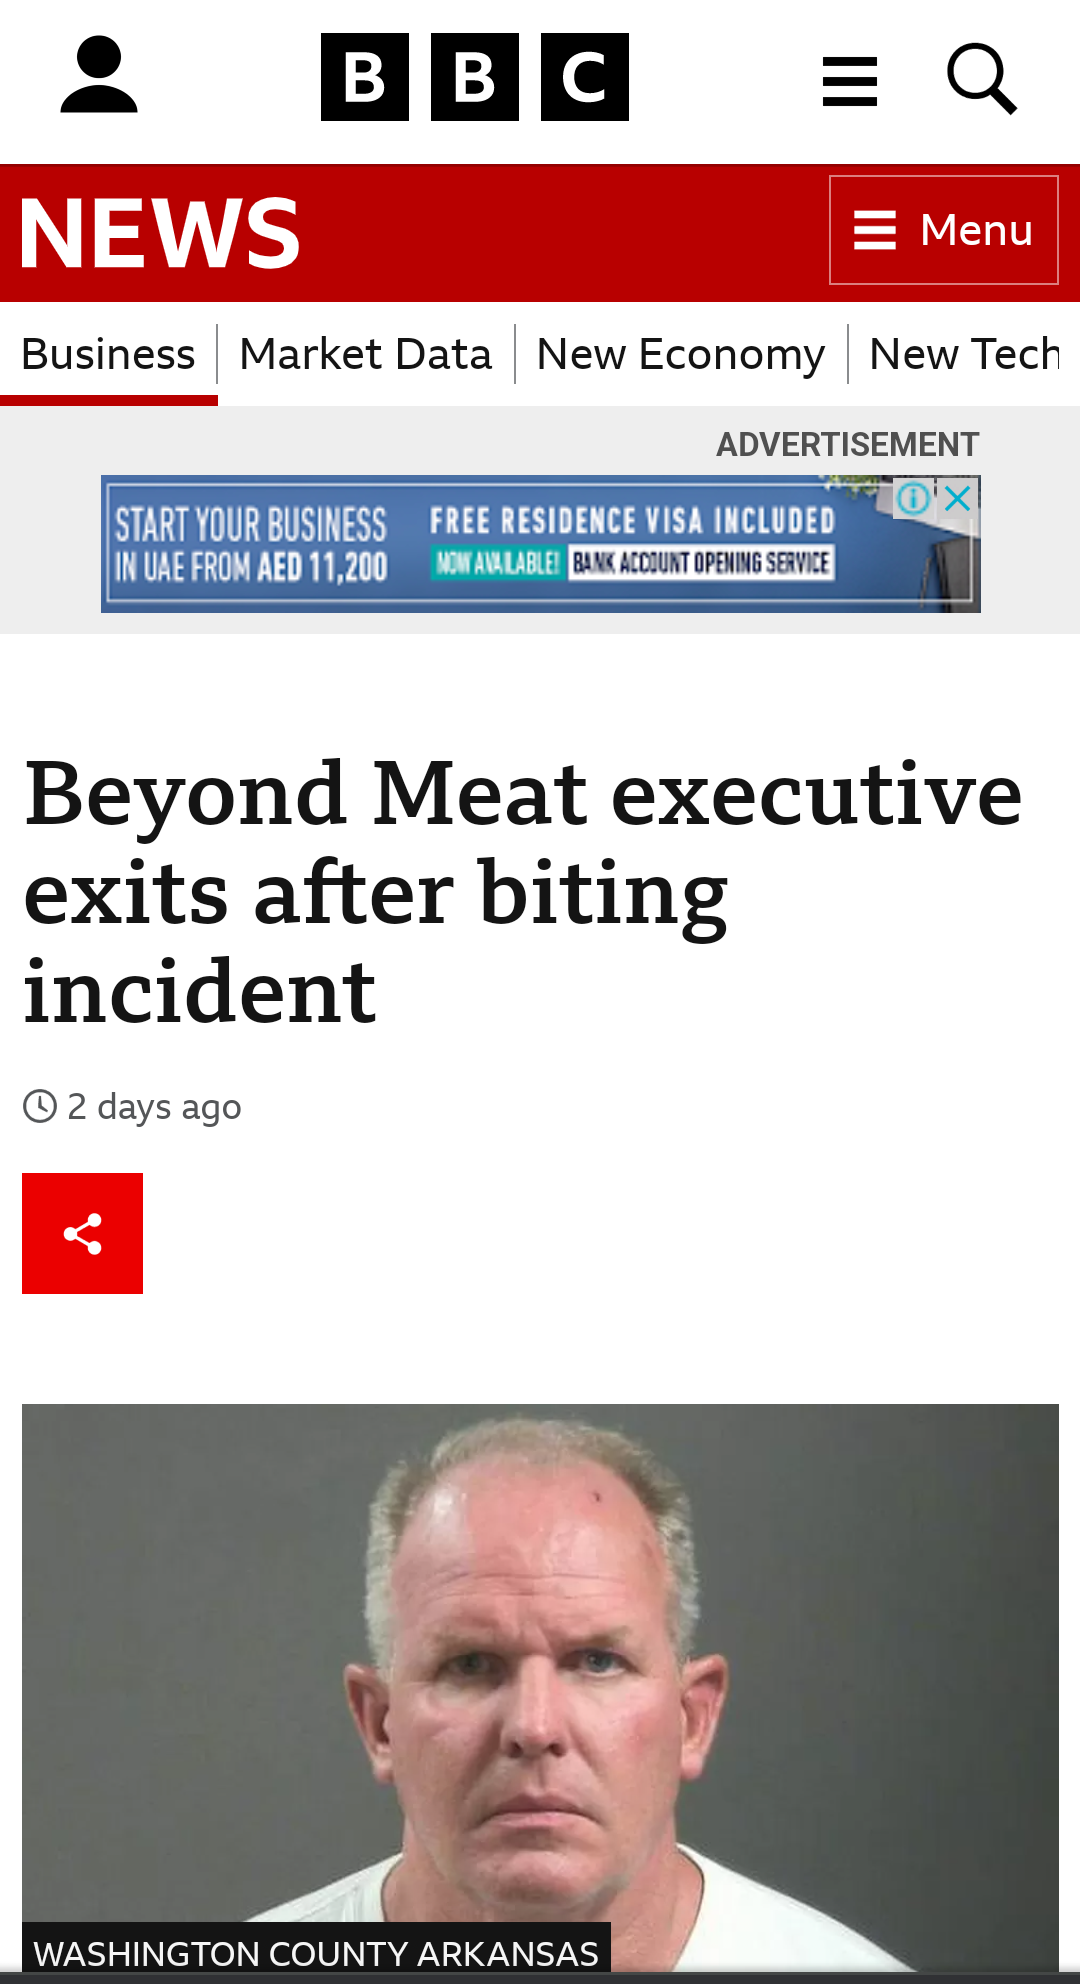 BBC
NEWS
Menu
Business
Market Data
New Economy
New Tech
ADVERTISEMENT
START YOUR BUSINESS
IN UAE FROM AED 11,200
FREE RESIDENCE VISA INCLUDED
NOW AVAILABLE! BANK ACCOUNT OPENING SERVICE
Beyond Meat executive
exits after biting
incident
2 days ago
WASHINGTON COUNTY ARKANSAS